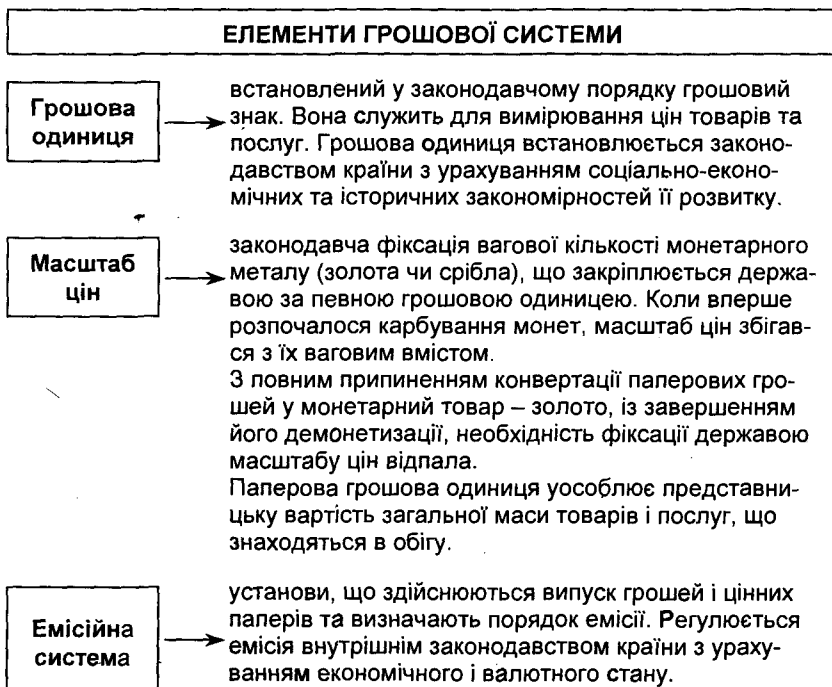 ЕЛЕМЕНТИ ГРОШОВОЇ СИСТЕМИ
Грошова
одиниця
встановлений у законодавчому порядку грошовий
знак. Вона служить для вимірювання цін товарів та
послуг. Грошова одиниця встановлюється законо-
давством країни з урахуванням соціально-еконо-
мічних та історичних закономірностей її розвитку.
Масштаб
цін
законодавча фіксація вагової кількості монетарного
металу (золота чи срібла), що закріплюється держа-
вою за певною грошовою одиницею. Коли вперше
розпочалося карбування монет, масштаб цін збігав-
ся з їх ваговим вмістом.
З ловним припиненням конвертації паперових гро-
шей у монетарний товар – золото, із завершенням
його демонетизації, необхідність фіксації державою
масштабу цін відпала.
Паперова грошова одиниця уособлює представни-
цьку вартість загальної маси товарів і послуг, що
знаходяться в обігу.
Емісійна
система
установи, що здійснюються випуск грошей і цінних
паперів та визначають порядок емісії. Регулюється
емісія внутрішнім законодавством країни з ураху-
ванням економічного і валютного стану.